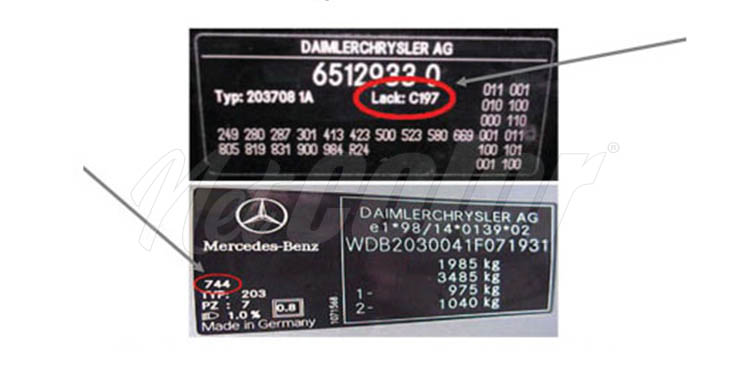 DAIMLERCHRYSLER AG
6512933 0
Typ: 203708 1A Lack: C197
011 001
010 100
000 110
249 280 287 301 413 423 500 523 580 669 001 011
805 819 831 900 984 R24 100 101
001 100
NetColour ®
Mercedes-Benz
744
TYP: 203
PZ : 7
1.0% 0.8
Made in Germany
1071568
DAIMLERCHRYSLER AG
e1*98/14*0139*02
WDB2030041F071931
1985 kg
3485 kg
1- 975 kg
2- 1040 kg